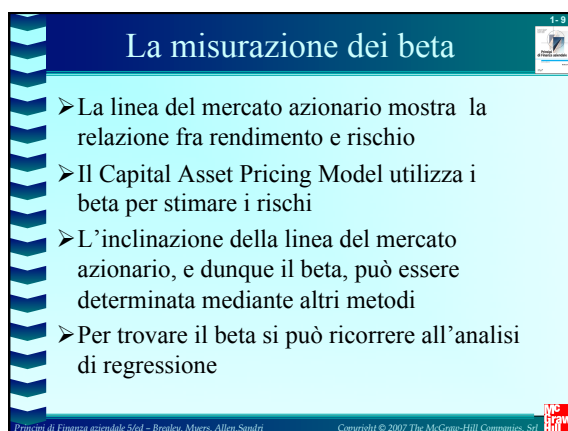 1- 9
La misurazione dei beta
➢La linea del mercato azionario mostra la
relazione fra rendimento e rischio
➢Il Capital Asset Pricing Model utilizza i
beta per stimare i rischi
➢L’inclinazione della linea del mercato
azionario, e dunque il beta, può essere
determinata mediante altri metodi
➢Per trovare il beta si può ricorrere all’analisi
di regressione
Principi di Finanza aziendale 5/ed – Brealey, Myers, Allen,Sandri
Copyright © 2007 The McGraw-Hill Companies, Srl
Mc
Graw
Hill